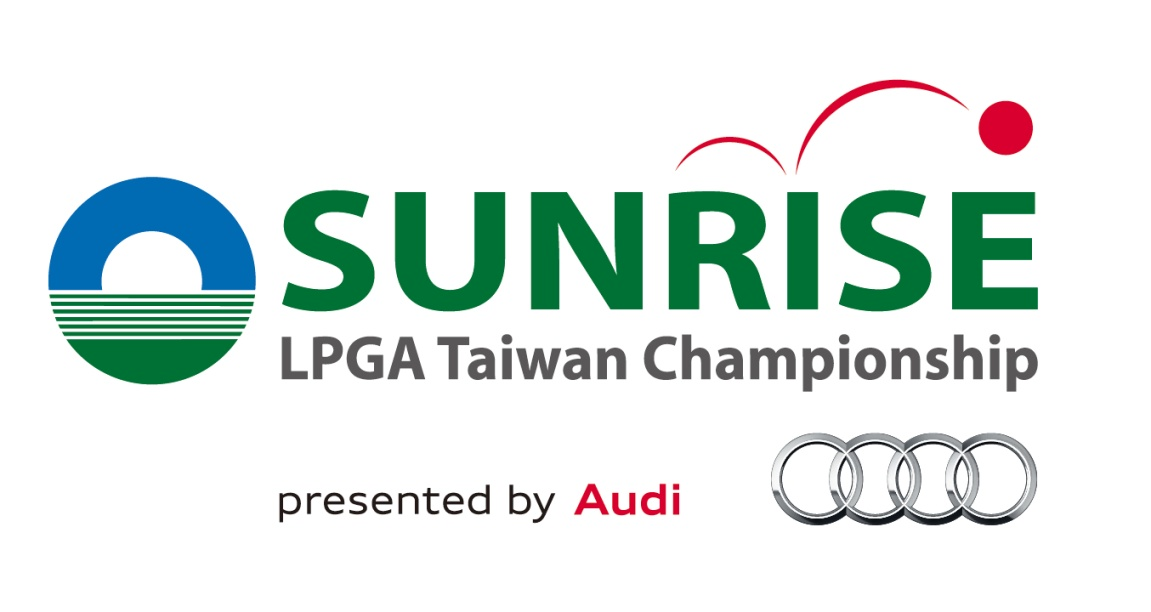 SUNRISE
LPGA Taiwan Championship
presented by Audi